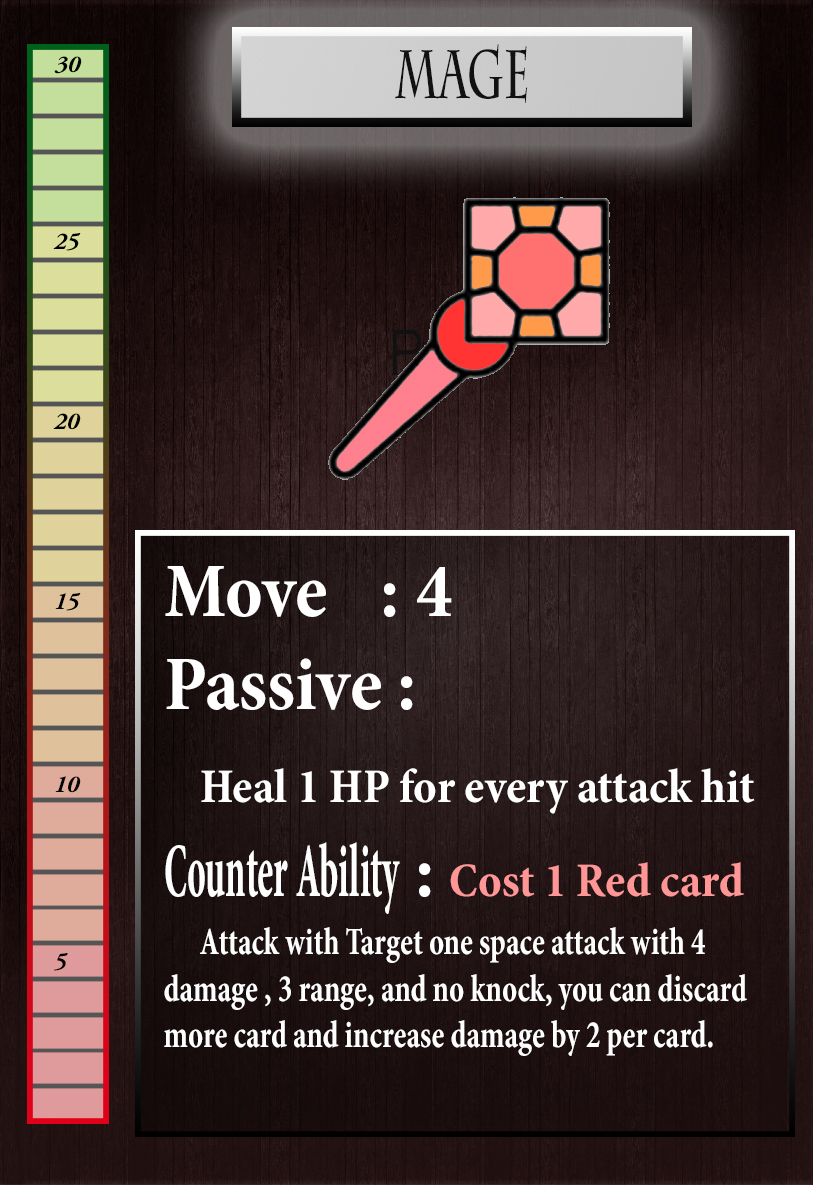 MAGE
30
25
20
15
10
5
P
Move : 4
Passive :
Heal 1 HP for every attack hit
Counter Ability : Cost 1 Red card
Attack with Target one space attack with 4
damage , 3 range, and no knock, you can discard
more card and increase damage by 2 per card.